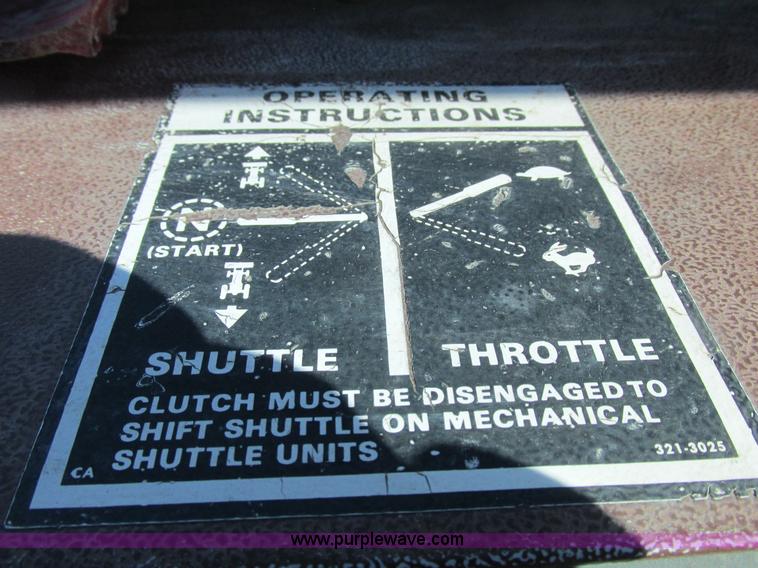 OPERATING
INSTRUCTIONS
N
(START)
SHUTTLE
THROTTLE
CLUTCH MUST BE DISENGAGED TO
SHIFT SHUTTLE ON MECHANICAL
SHUTTLE UNITS
CA
321-3025
www.purplewave.com